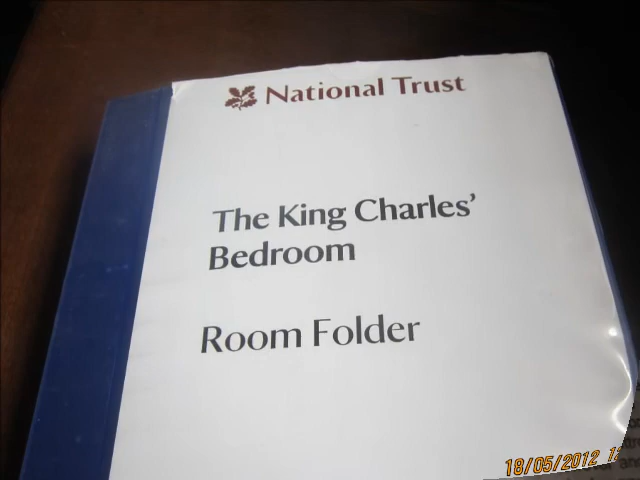 National Trust
The King Charles'
Bedroom
Room Folder
18/05/2012